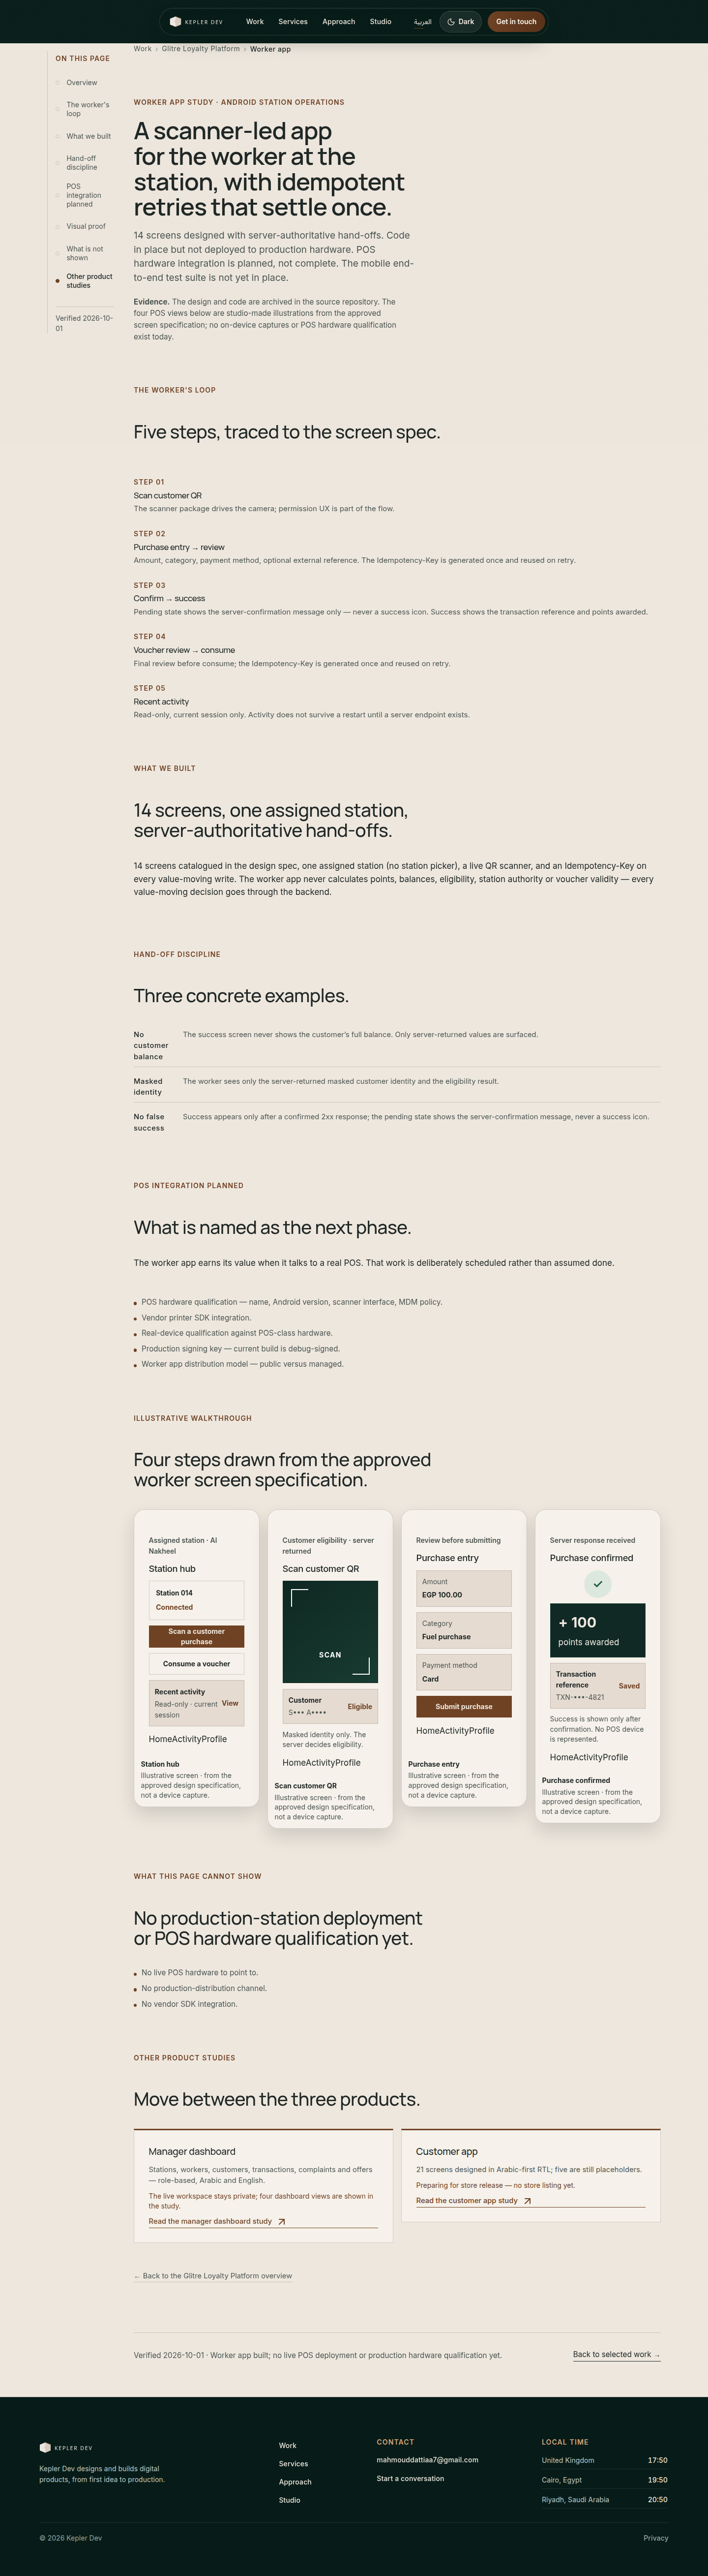 KEPLER DEV
Work
Services
Approach
Studio
العربية
Dark
Get in touch
ON THIS PAGE
Overview
The worker's
loop
What we built
Hand-off
discipline
POS
integration
planned
Visual proof
What is not
shown
Other product
studies
Verified 2026-10-
01
Work › Glitre Loyalty Platform › Worker app
WORKER APP STUDY · ANDROID STATION OPERATIONS
A scanner-led app
for the worker at the
station, with idempotent
retries that settle once.
14 screens designed with server-authoritative hand-offs. Code
in place but not deployed to production hardware. POS
hardware integration is planned, not complete. The mobile end-
to-end test suite is not yet in place.
Evidence. The design and code are archived in the source repository. The
four POS views below are studio-made illustrations from the approved
screen specification; no on-device captures or POS hardware qualification
exist today.
THE WORKER'S LOOP
Five steps, traced to the screen spec.
STEP 01
Scan customer QR
The scanner package drives the camera; permission UX is part of the flow.
STEP 02
Purchase entry → review
Amount, category, payment method, optional external reference. The Idempotency-Key is generated once and reused on retry.
STEP 03
Confirm → success
Pending state shows the server-confirmation message only — never a success icon. Success shows the transaction reference and points awarded.
STEP 04
Voucher review → consume
Final review before consume; the Idempotency-Key is generated once and reused on retry.
STEP 05
Recent activity
Read-only, current session only. Activity does not survive a restart until a server endpoint exists.
WHAT WE BUILT
14 screens, one assigned station,
server-authoritative hand-offs.
14 screens catalogued in the design spec, one assigned station (no station picker), a live QR scanner, and an Idempotency-Key on
every value-moving write. The worker app never calculates points, balances, eligibility, station authority or voucher validity — every
value-moving decision goes through the backend.
HAND-OFF DISCIPLINE
Three concrete examples.
No
customer
balance
The success screen never shows the customer's full balance. Only server-returned values are surfaced.
Masked
identity
The worker sees only the server-returned masked customer identity and the eligibility result.
No false
success
Success appears only after a confirmed 2xx response; the pending state shows the server-confirmation message, never a success icon.
POS INTEGRATION PLANNED
What is named as the next phase.
The worker app earns its value when it talks to a real POS. That work is deliberately scheduled rather than assumed done.
POS hardware qualification — name, Android version, scanner interface, MDM policy.
Vendor printer SDK integration.
Real-device qualification against POS-class hardware.
Production signing key — current build is debug-signed.
Worker app distribution model — public versus managed.
ILLUSTRATIVE WALKTHROUGH
Four steps drawn from the approved
worker screen specification.
Assigned station · Al
Nakheel
Station hub
Station 014
Connected
Scan a customer
purchase
Consume a voucher
Recent activity
Read-only · current
session
View
HomeActivityProfile
Station hub
Illustrative screen · from the
approved design specification,
not a device capture.
Customer eligibility · server
returned
Scan customer QR
SCAN
Customer
S••• A••••
Eligible
Masked identity only. The
server decides eligibility.
HomeActivityProfile
Scan customer QR
Illustrative screen · from the
approved design specification,
not a device capture.
Review before submitting
Purchase entry
Amount
EGP 100.00
Category
Fuel purchase
Payment method
Card
Submit purchase
HomeActivityProfile
Purchase entry
Illustrative screen · from the
approved design specification,
not a device capture.
Server response received
Purchase confirmed
+ 100
points awarded
Transaction
reference
TXN-•••-4821
Saved
Success is shown only after
confirmation. No POS device
is represented.
HomeActivityProfile
Purchase confirmed
Illustrative screen · from the
approved design specification,
not a device capture.
WHAT THIS PAGE CANNOT SHOW
No production-station deployment
or POS hardware qualification yet.
No live POS hardware to point to.
No production-distribution channel.
No vendor SDK integration.
OTHER PRODUCT STUDIES
Move between the three products.
Manager dashboard
Stations, workers, customers, transactions, complaints and offers
— role-based, Arabic and English.
The live workspace stays private; four dashboard views are shown in
the study.
Read the manager dashboard study
Customer app
21 screens designed in Arabic-first RTL; five are still placeholders.
Preparing for store release — no store listing yet.
Read the customer app study
← Back to the Glitre Loyalty Platform overview
Verified 2026-10-01 · Worker app built; no live POS deployment or production hardware qualification yet.
Back to selected work →
KEPLER DEV
Kepler Dev designs and builds digital
products, from first idea to production.
Work
Services
Approach
Studio
CONTACT
mahmouddattiaa7@gmail.com
Start a conversation
LOCAL TIME
United Kingdom 17:50
Cairo, Egypt 19:50
Riyadh, Saudi Arabia 20:50
© 2026 Kepler Dev
Privacy